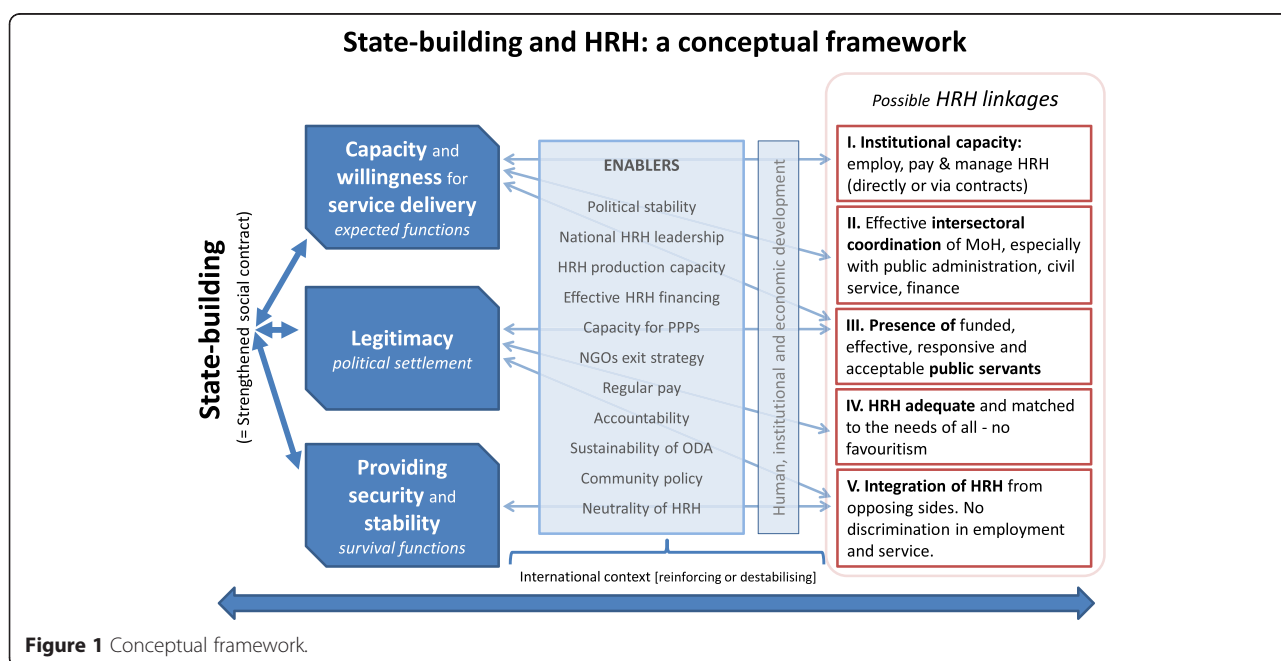 State-building and HRH: a conceptual framework
State-building
(= Strengthened social contract)
Capacity and
willingness for
service delivery
expected functions
Legitimacy
political settlement
Providing
security and
stability
survival functions
ENABLERS
Political stability
National HRH leadership
HRH production capacity
Effective HRH financing
Capacity for PPPs
NGOs exit strategy
Regular pay
Accountability
Sustainability of ODA
Community policy
Neutrality of HRH
Human, institutional and economic development
Possible HRH linkages
I. Institutional capacity:
employ, pay & manage HRH
(directly or via contracts)
II. Effective intersectoral
coordination of MoH, especially
with public administration, civil
service, finance
III. Presence of funded,
effective, responsive and
acceptable public servants
IV. HRH adequate and matched
to the needs of all - no
favouritism
V. Integration of HRH from
opposing sides. No
discrimination in employment
and service.
International context [reinforcing or destabilising]
Figure 1 Conceptual framework.